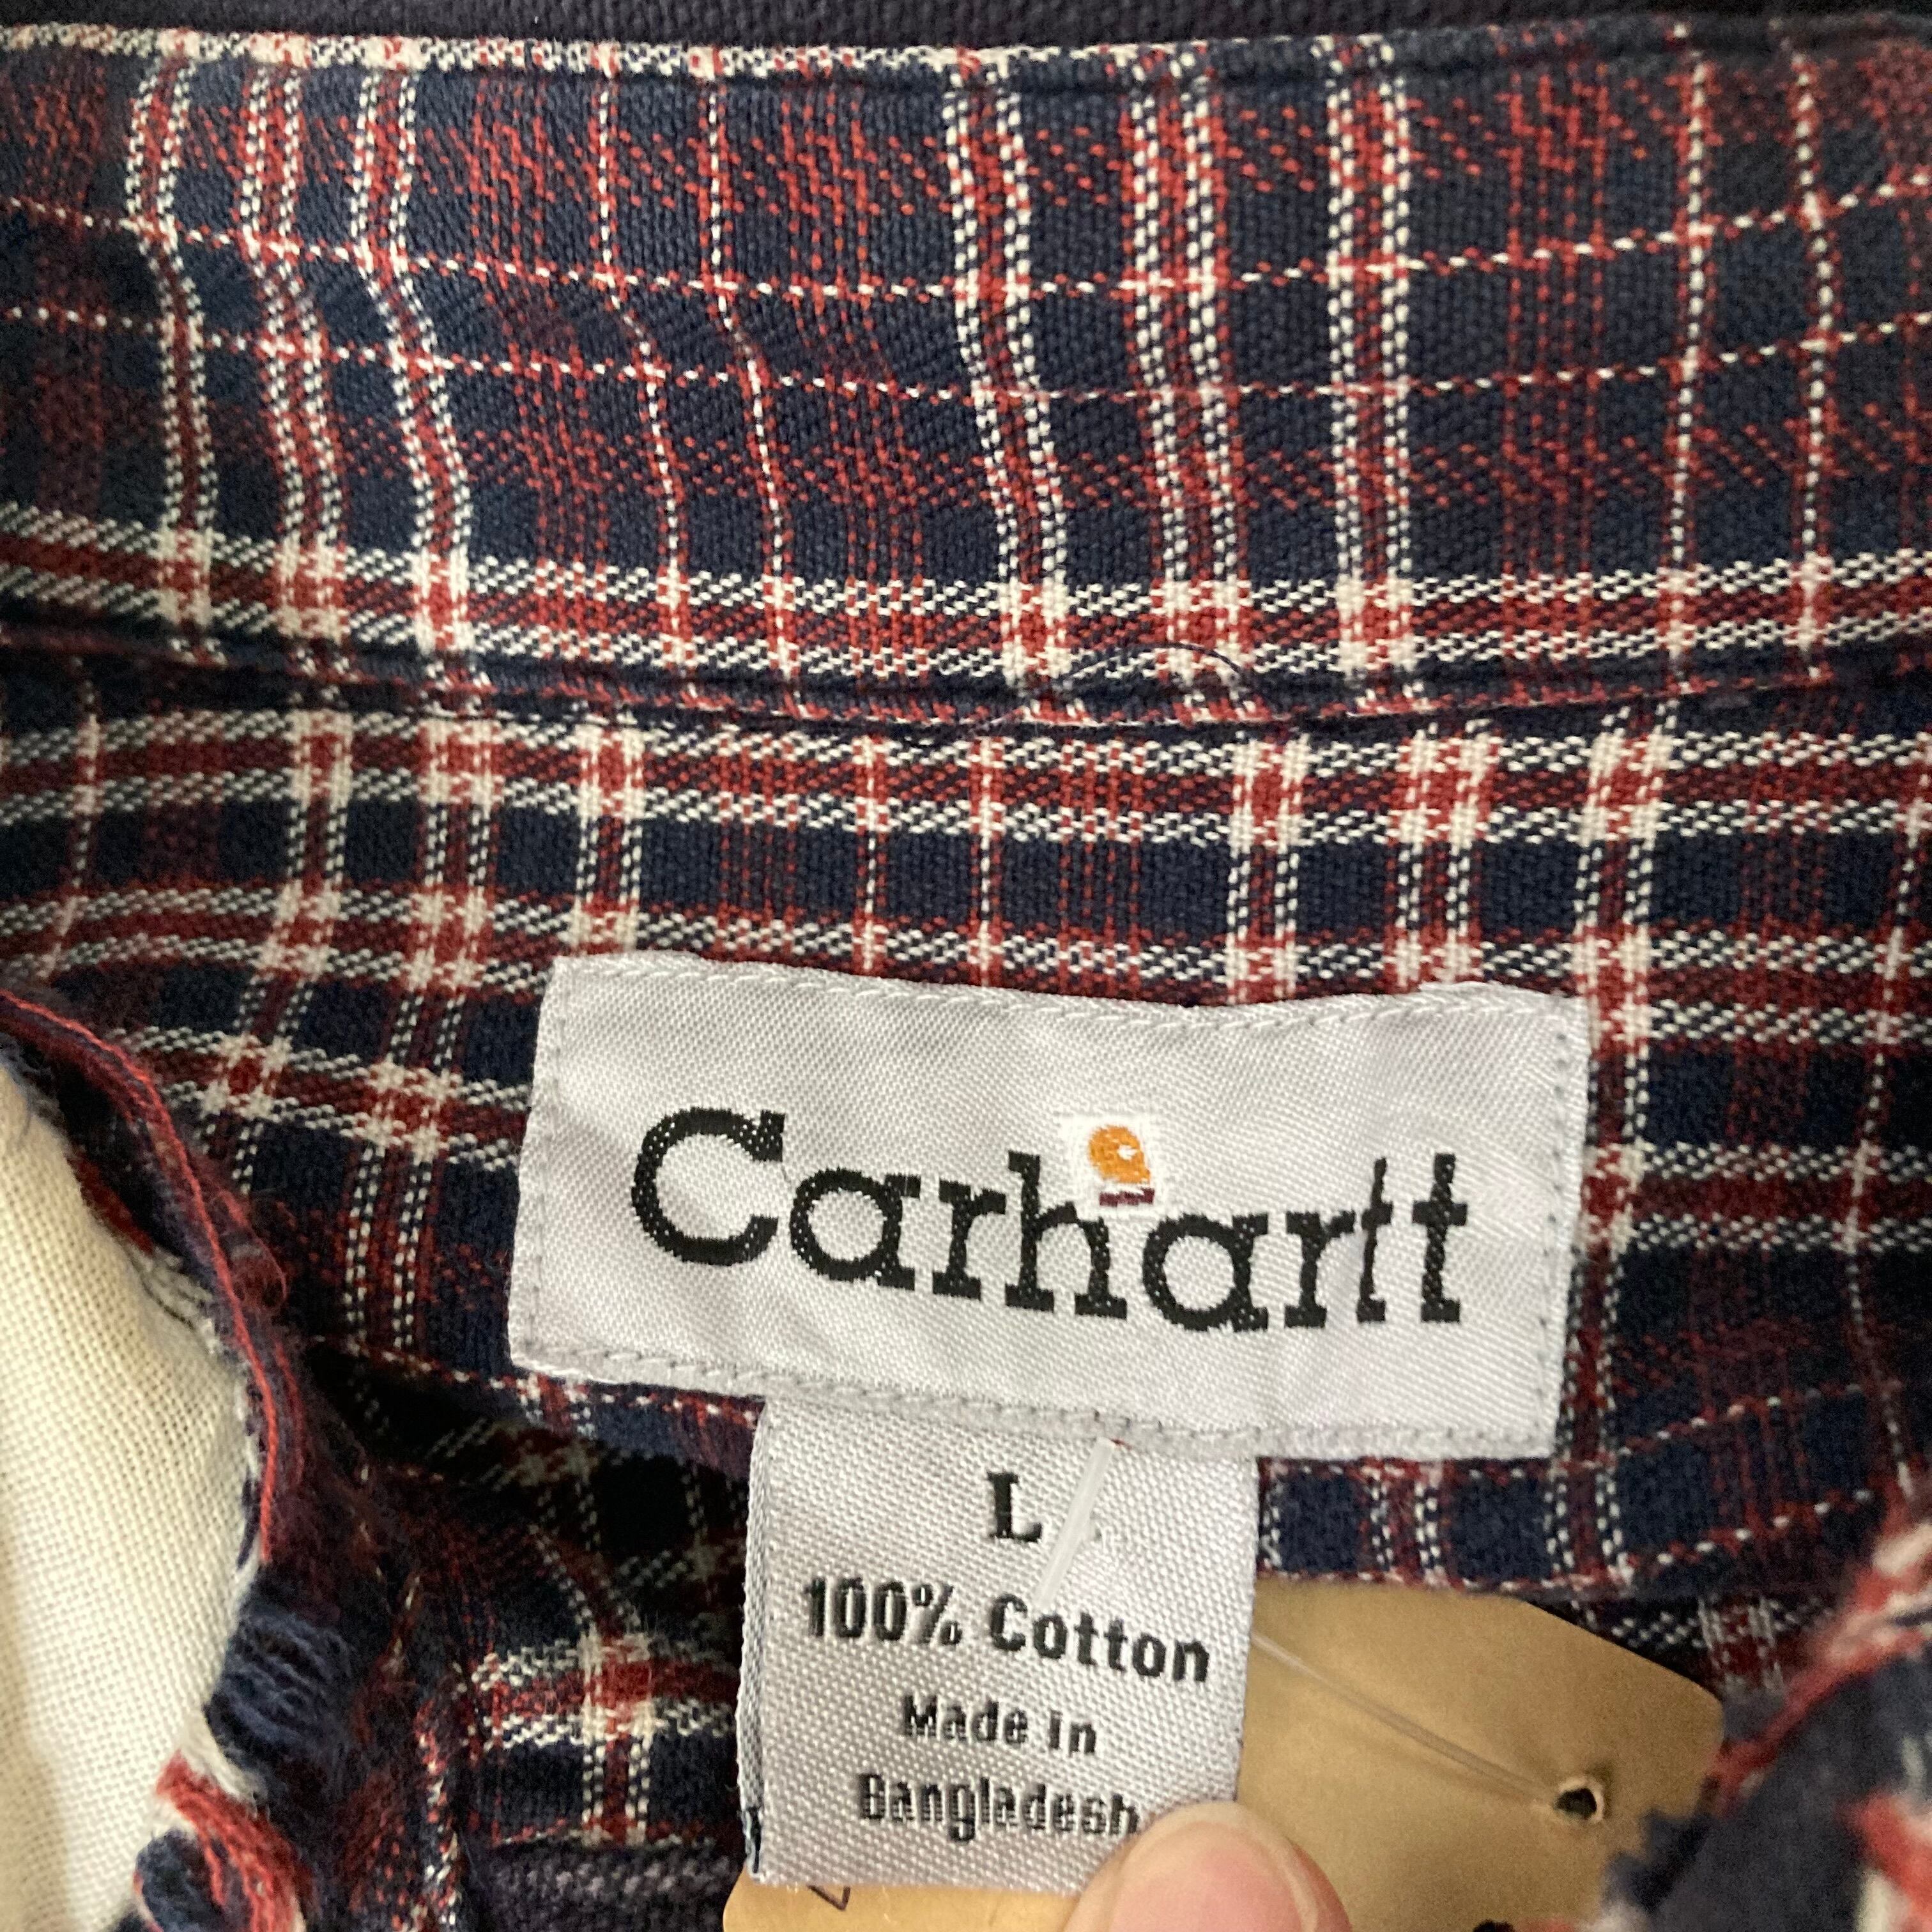 Carhartt
L
100% Cotton
Made in
Bangladesh